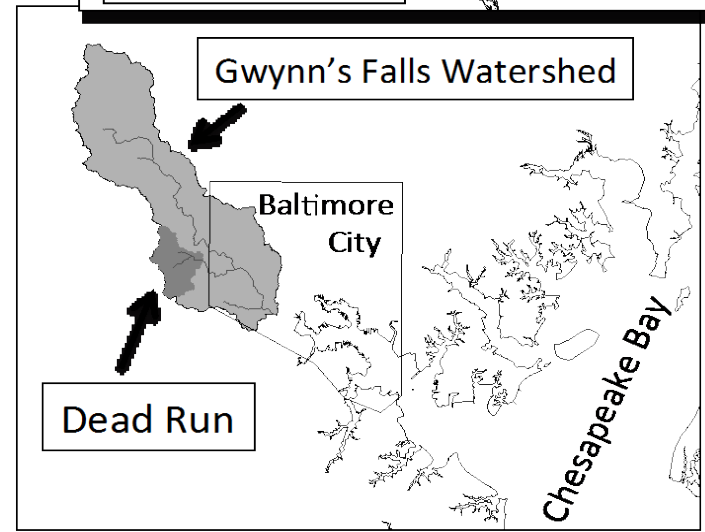 Gwynn's Falls Watershed
Baltimore
City
Dead Run
Chesapeake Bay